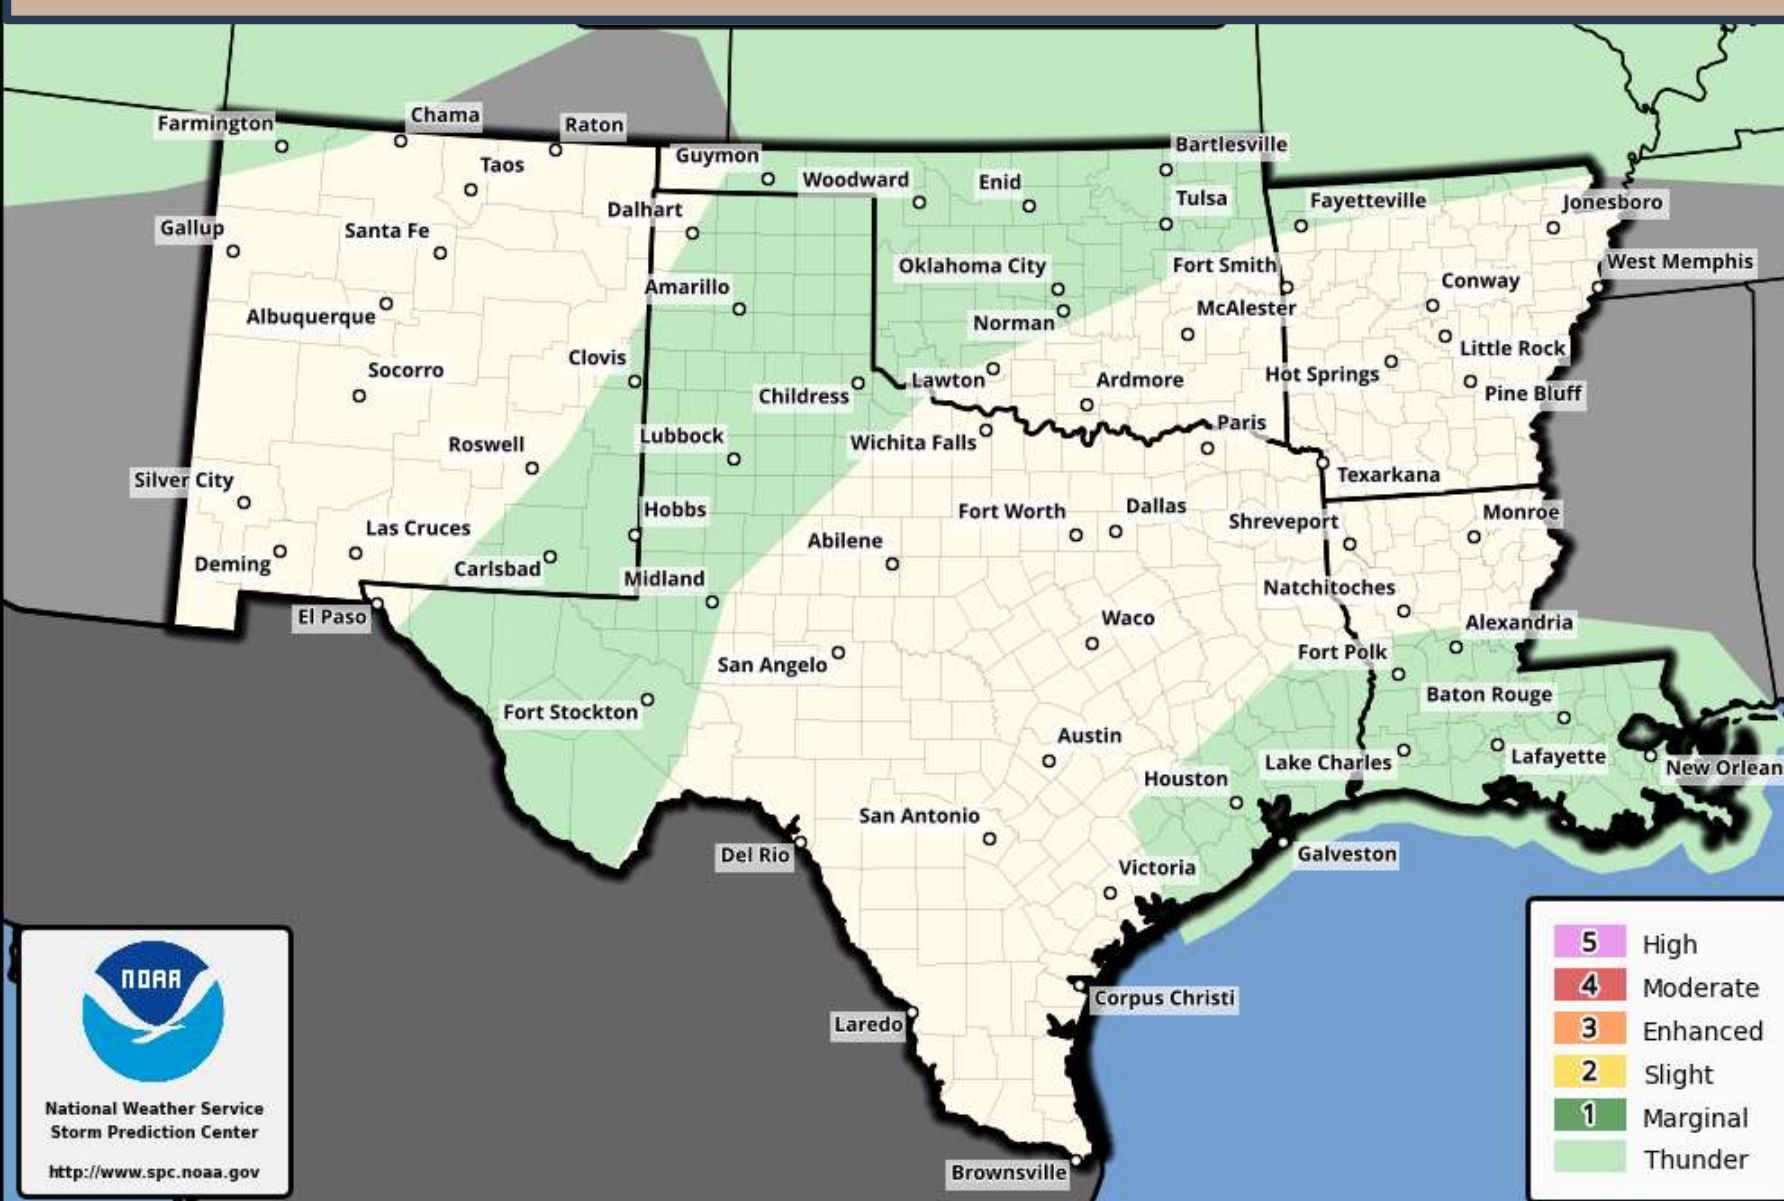 Farmington
Chama
Raton
Taos
Guymon
Woodward
Enid
Bartlesville
Tulsa
Fayetteville
Jonesboro
Gallup
Santa Fe
Dalhart
Oklahoma City
Fort Smith
West Memphis
Albuquerque
Amarillo
Norman
McAlester
Conway
Little Rock
Socorro
Clovis
Childress
Lawton
Ardmore
Hot Springs
Pine Bluff
Roswell
Lubbock
Wichita Falls
Paris
Texarkana
Silver City
Las Cruces
Hobbs
Fort Worth
Dallas
Shreveport
Monroe
Deming
Carlsbad
Midland
Abilene
Natchitoches
El Paso
Waco
Alexandria
San Angelo
Fort Polk
Fort Stockton
Baton Rouge
Austin
Lake Charles
Lafayette
New Orlean
Houston
San Antonio
Del Rio
Galveston
Victoria
Corpus Christi
Laredo
Brownsville
NOAA
National Weather Service
Storm Prediction Center
http://www.spc.noaa.gov
5 High
4 Moderate
3 Enhanced
2 Slight
1 Marginal
Thunder